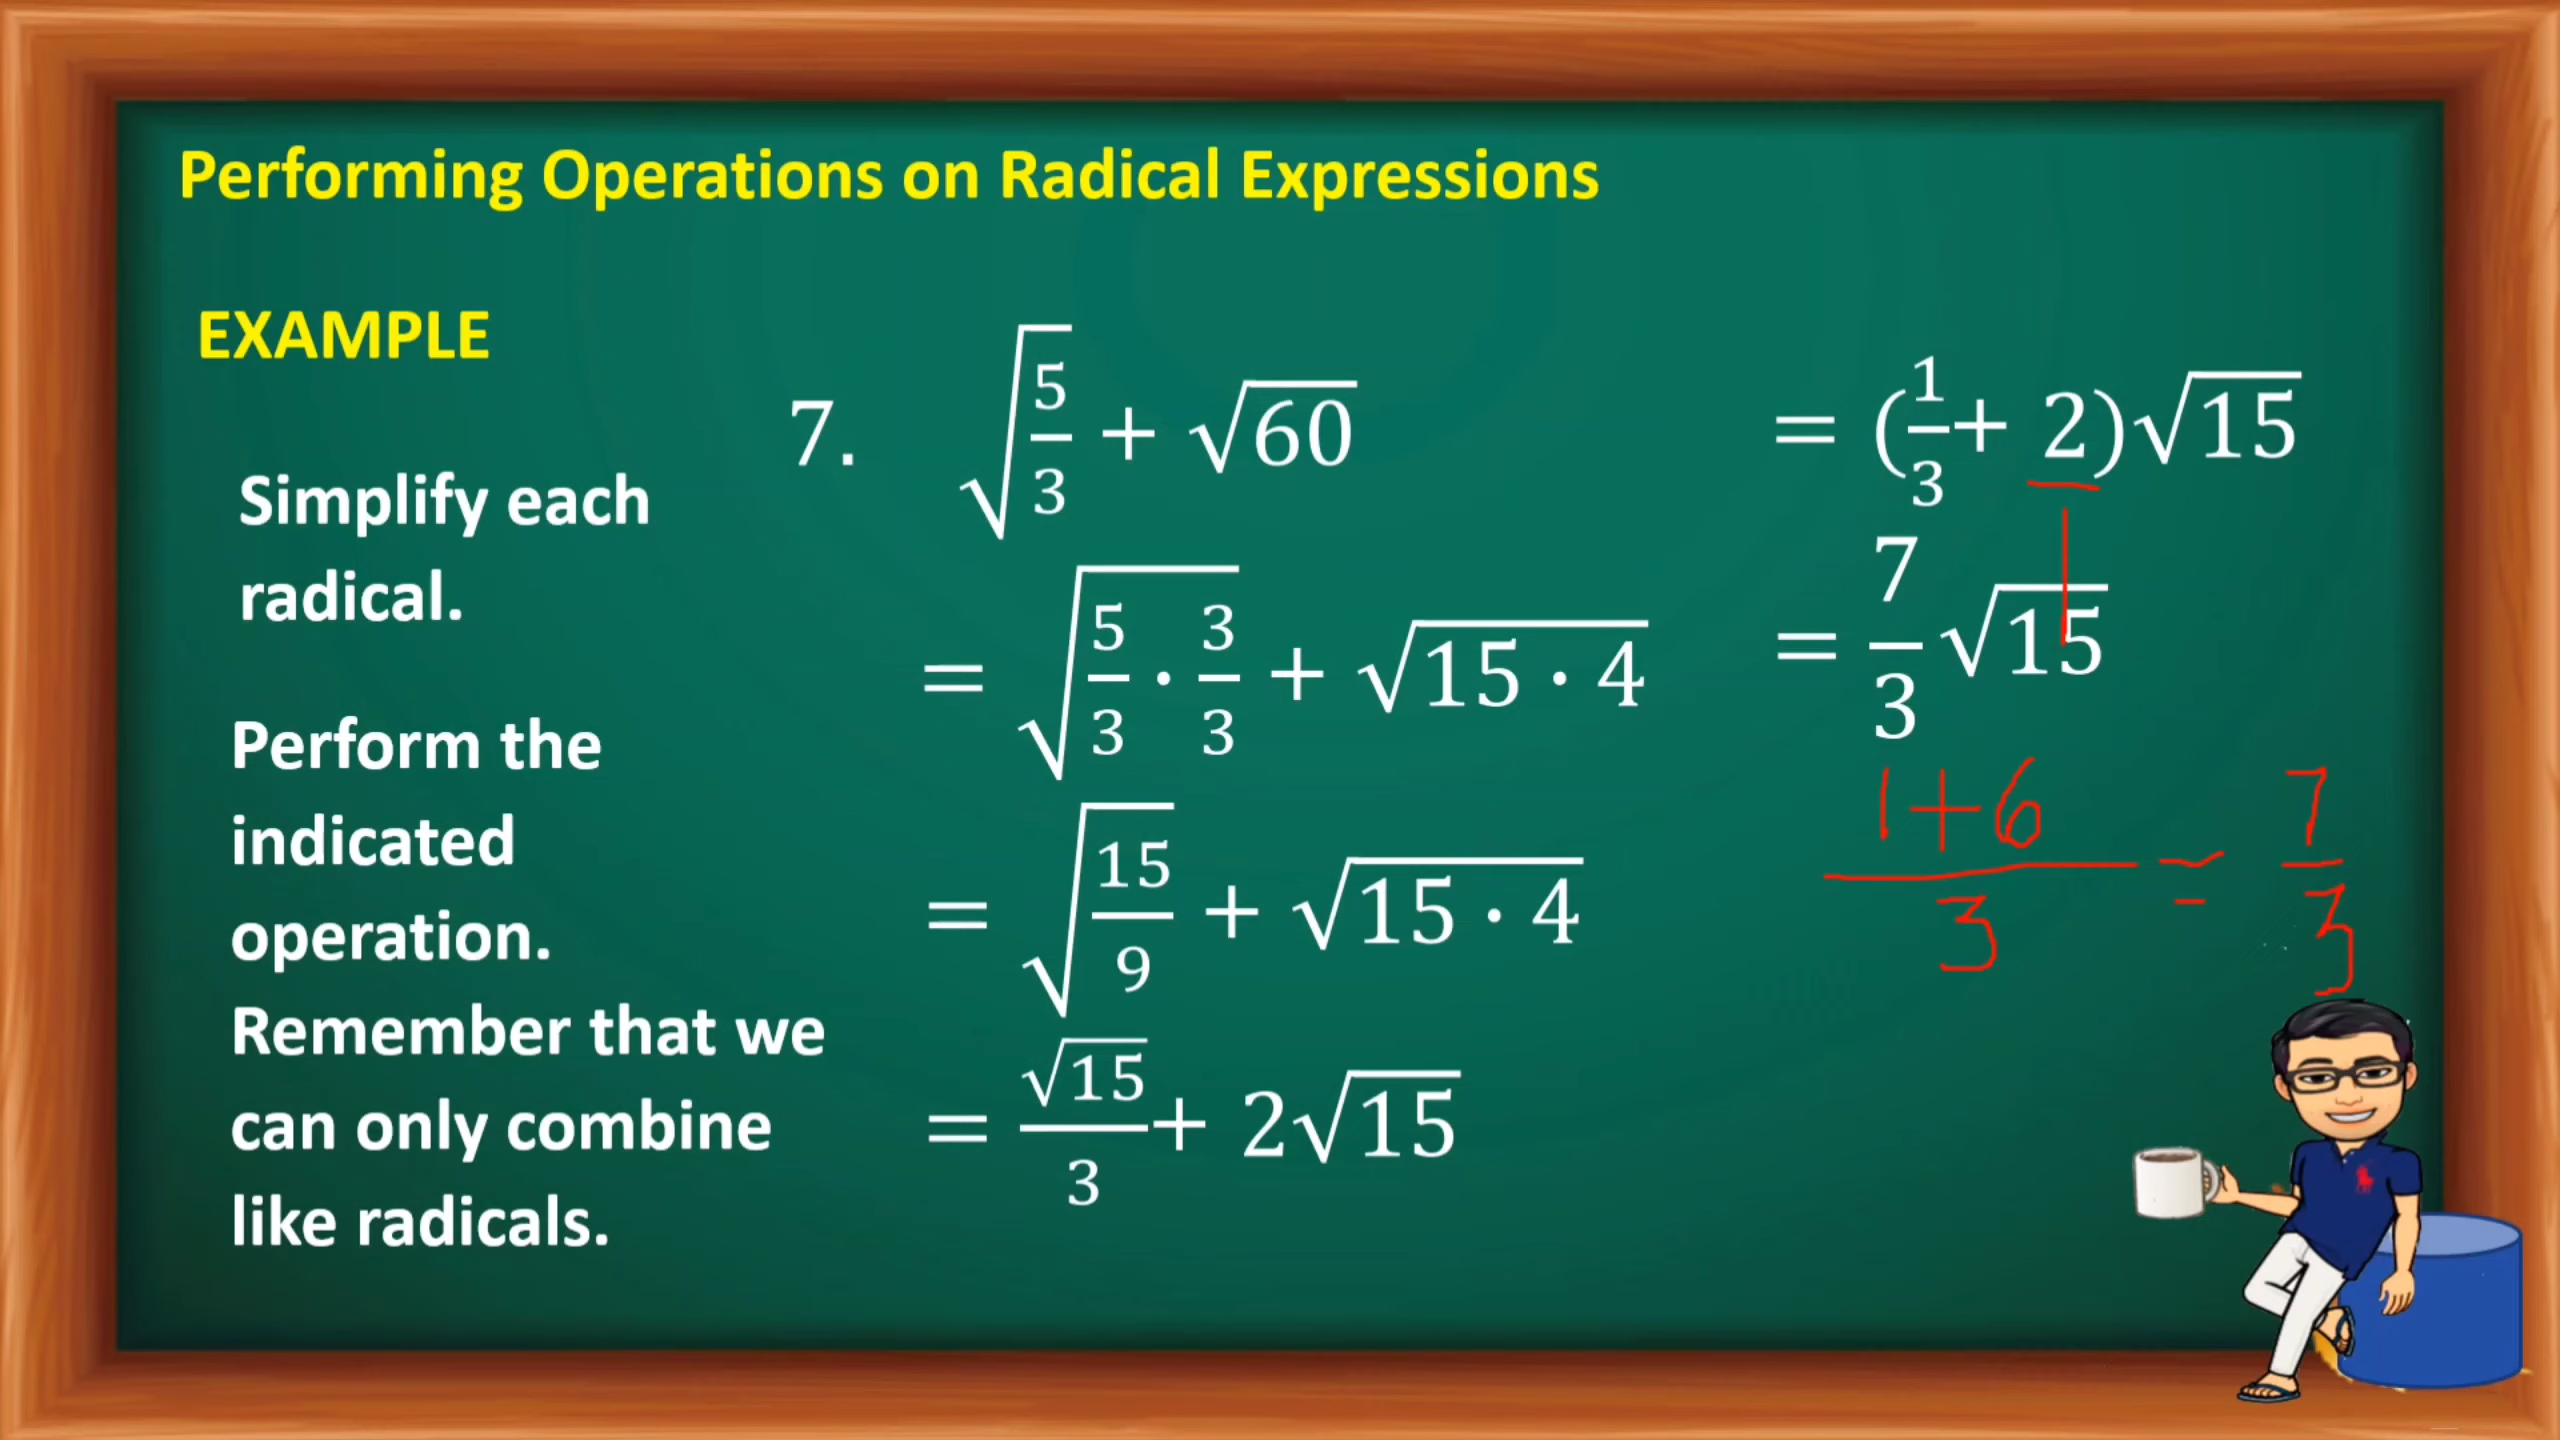 Performing Operations on Radical Expressions
EXAMPLE
Simplify each
radical.
Perform the
indicated
operation.
Remember that we
can only combine
like radicals.
7. √(5/3) + √60
= √(5/3 · 3/3) + √(15 · 4)
= √(15/9) + √(15 · 4)
= √15/3 + 2√15
= (1/3 + 2)√15
1
= 7/3 √15
1+6/3 = 7/3